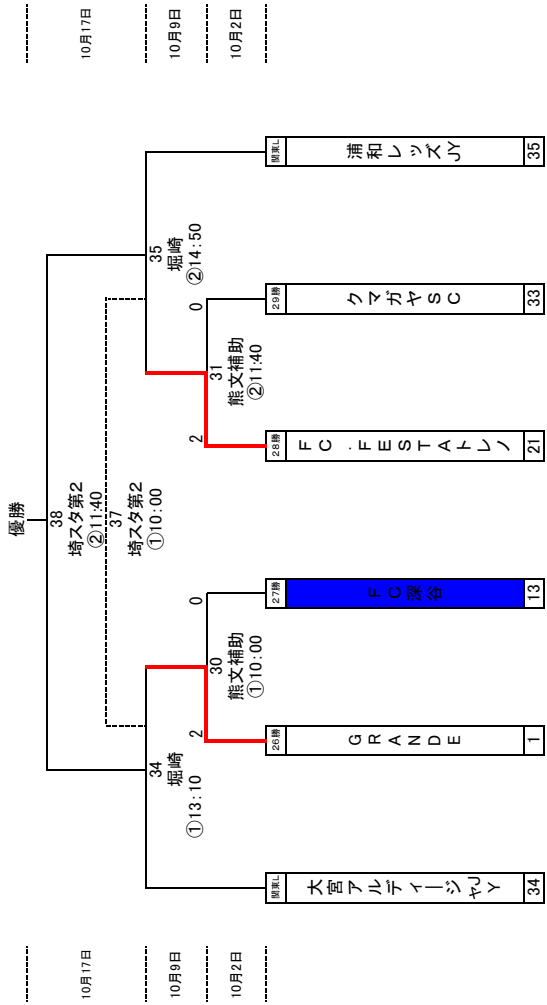 優勝
38
埼スタ第2
②11:40
37
埼スタ第2
①10:00
34
堀崎
①13:10
35
堀崎
②14:50
30
熊文補助
①10:00
2
0
31
熊文補助
②11:40
2
0
関東L
大宮アルディージャJY
34
26勝
GRANDE
1
27勝
FC深谷
13
28勝
FC.FESTAトレノ
21
29勝
クマガヤSC
33
関東L
浦和レッズJY
35
10月17日
10月9日
10月2日
10月17日
10月9日
10月2日